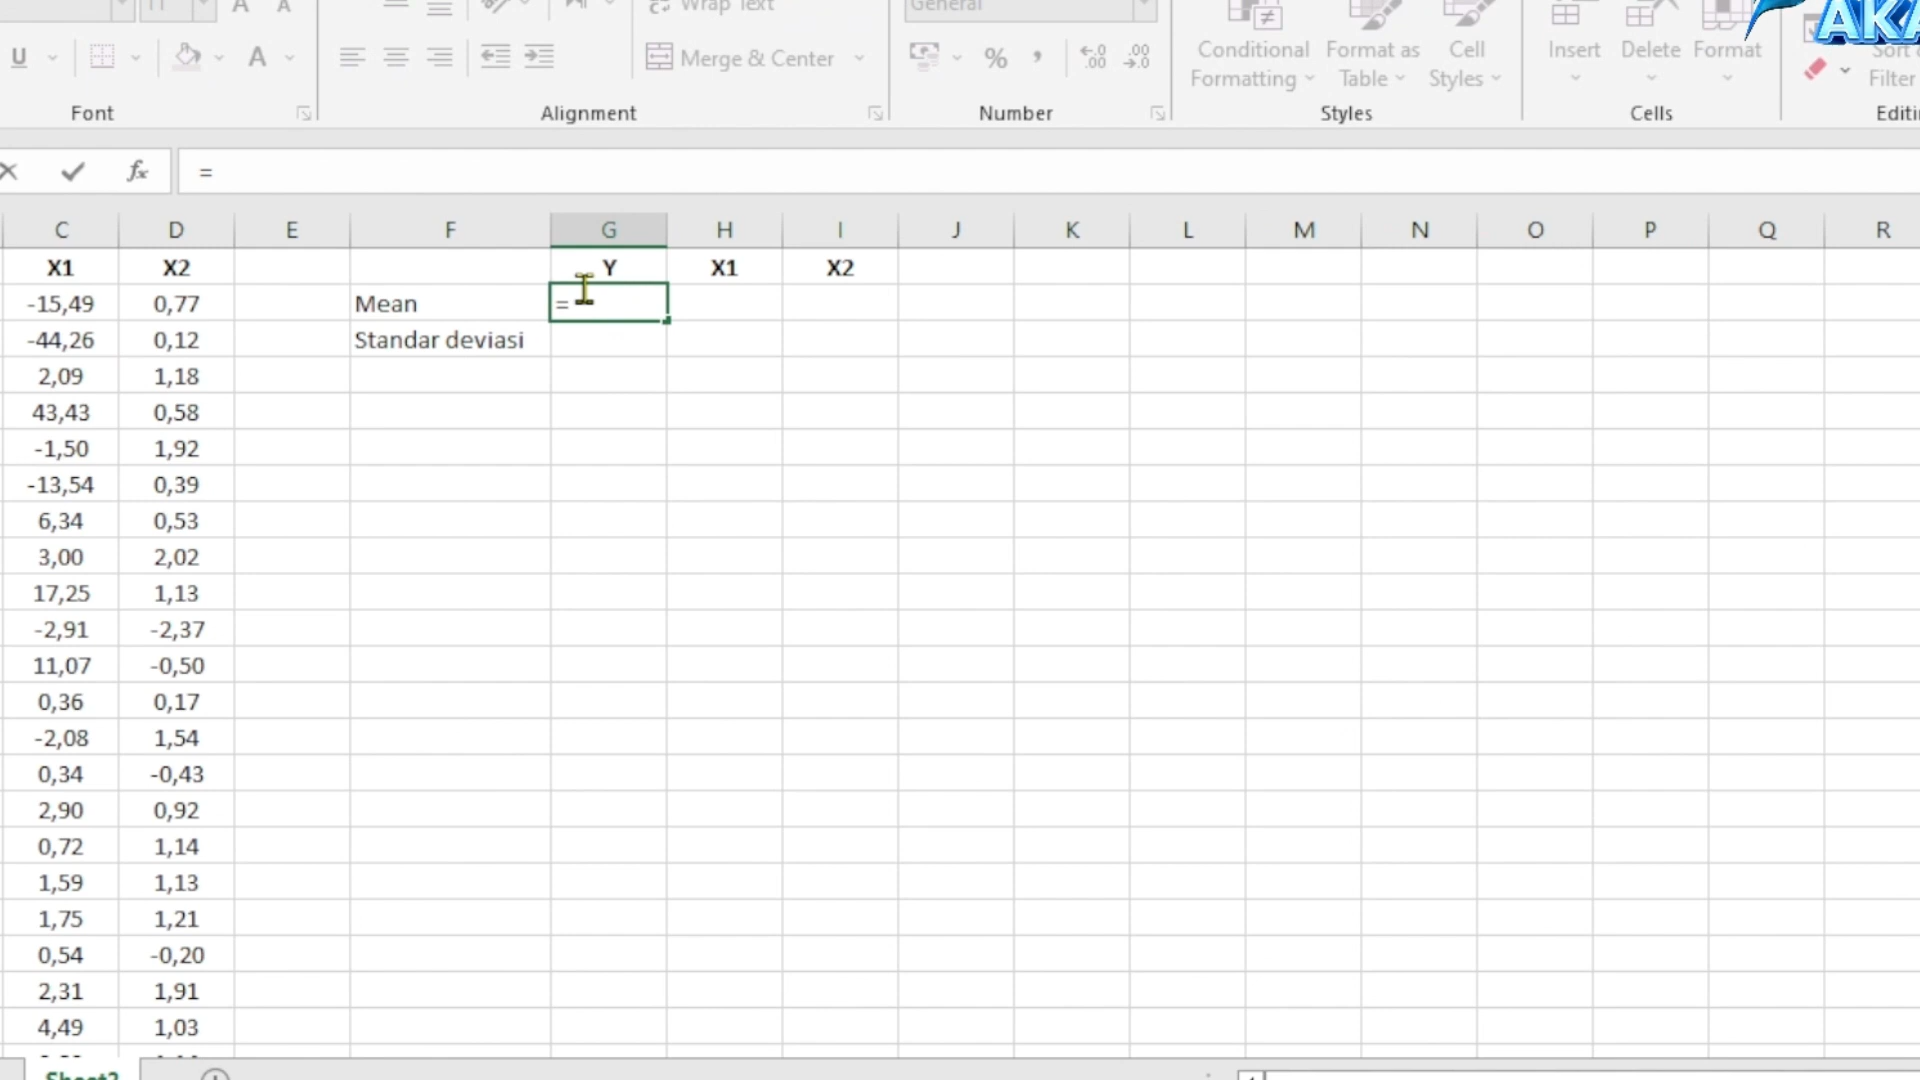 11 A A Wrap Text General AKA
U A Merge & Center % , Conditional Formatting Format as Table Cell Styles Insert Delete Format Sort Filter
Font Alignment Number Styles Cells
fx =
C D E F G H I J K L M N O P Q R
X1 X2 Y X1 X2
-15,49 0,77 Mean =
-44,26 0,12 Standar deviasi
2,09 1,18
43,43 0,58
-1,50 1,92
-13,54 0,39
6,34 0,53
3,00 2,02
17,25 1,13
-2,91 -2,37
11,07 -0,50
0,36 0,17
-2,08 1,54
0,34 -0,43
2,90 0,92
0,72 1,14
1,59 1,13
1,75 1,21
0,54 -0,20
2,31 1,91
4,49 1,03